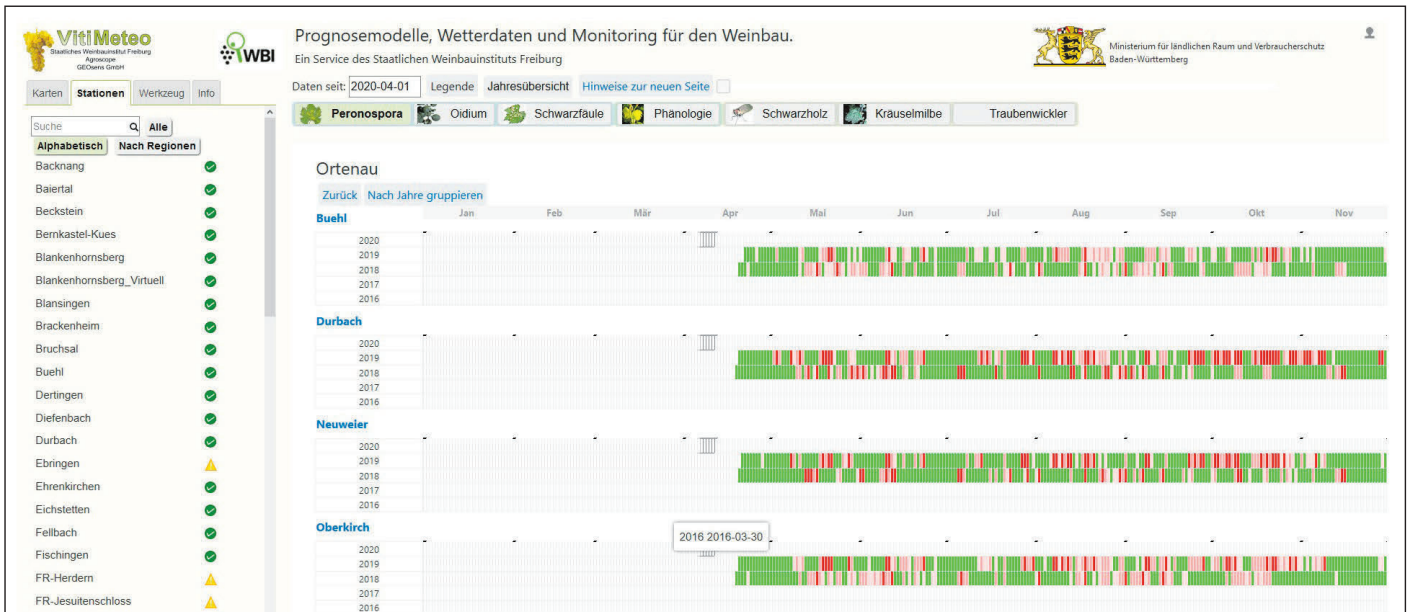 VitiMeteo
Staatliches Weinbauinstitut Freiburg
Agroscope
GEOsens GmbH
WBI
Prognosemodelle, Wetterdaten und Monitoring für den Weinbau.
Ein Service des Staatlichen Weinbauinstituts Freiburg
Ministerium für ländlichen Raum und Verbraucherschutz
Baden-Württemberg
Karten Stationen Werkzeug Info
Daten seit: 2020-04-01 Legende Jahresübersicht Hinweise zur neuen Seite
Peronospora Oidium Schwarzfäule Phänologie Schwarzholz Kräuselmilbe Traubenwickler
Suche Alle
Alphabetisch Nach Regionen
Backnang
Baiertal
Beckstein
Bernkastel-Kues
Blankenhornsberg
Blankenhornsberg_Virtuell
Blansingen
Brackenheim
Bruchsal
Buehl
Dertingen
Diefenbach
Durbach
Ebringen
Ehrenkirchen
Eichstetten
Fellbach
Fischingen
FR-Herdern
FR-Jesuitenschloss
Ortenau
Zurück Nach Jahre gruppieren
Buehl Jan Feb Mär Apr Mai Jun Jul Aug Sep Okt Nov
2020
2019
2018
2017
2016
Durbach
2020
2019
2018
2017
2016
Neuweier
2020
2019
2018
2017
2016
Oberkirch
2016 2016-03-30
2020
2019
2018
2017
2016